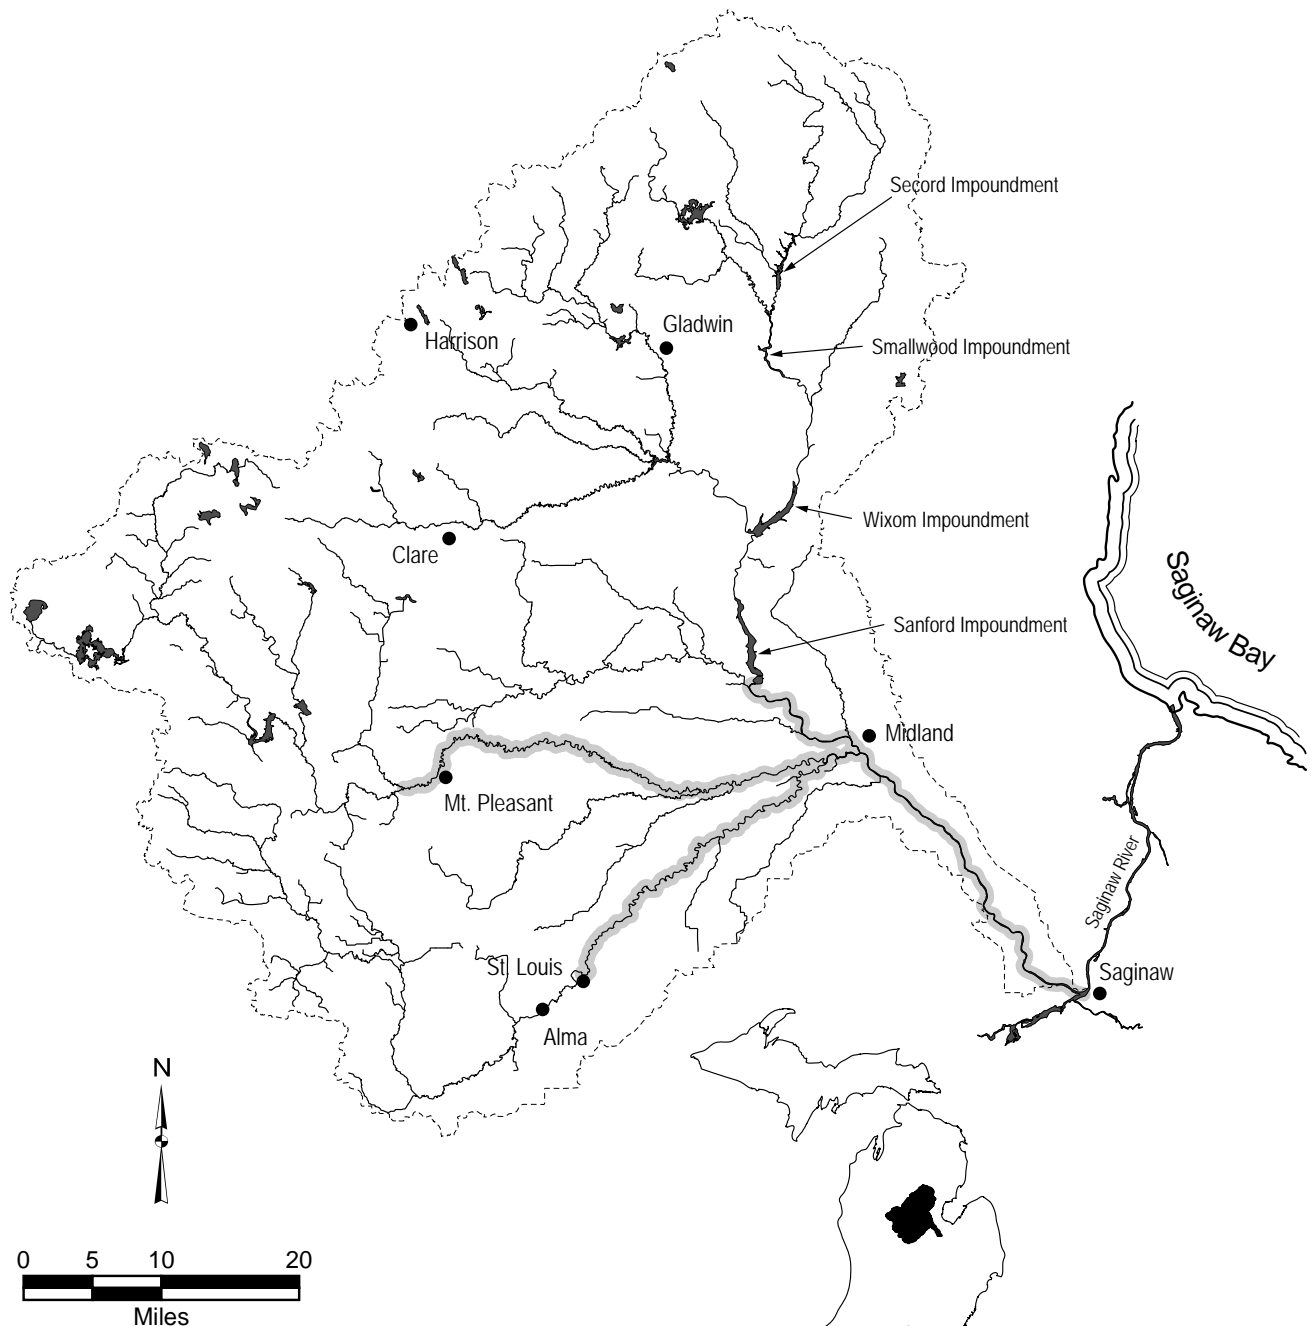 Secord Impoundment
Gladwin
Harrison
Smallwood Impoundment
Wixom Impoundment
Clare
Saginaw Bay
Sanford Impoundment
Midland
Mt. Pleasant
Saginaw River
St. Louis
Saginaw
Alma
N
0 5 10 20
Miles